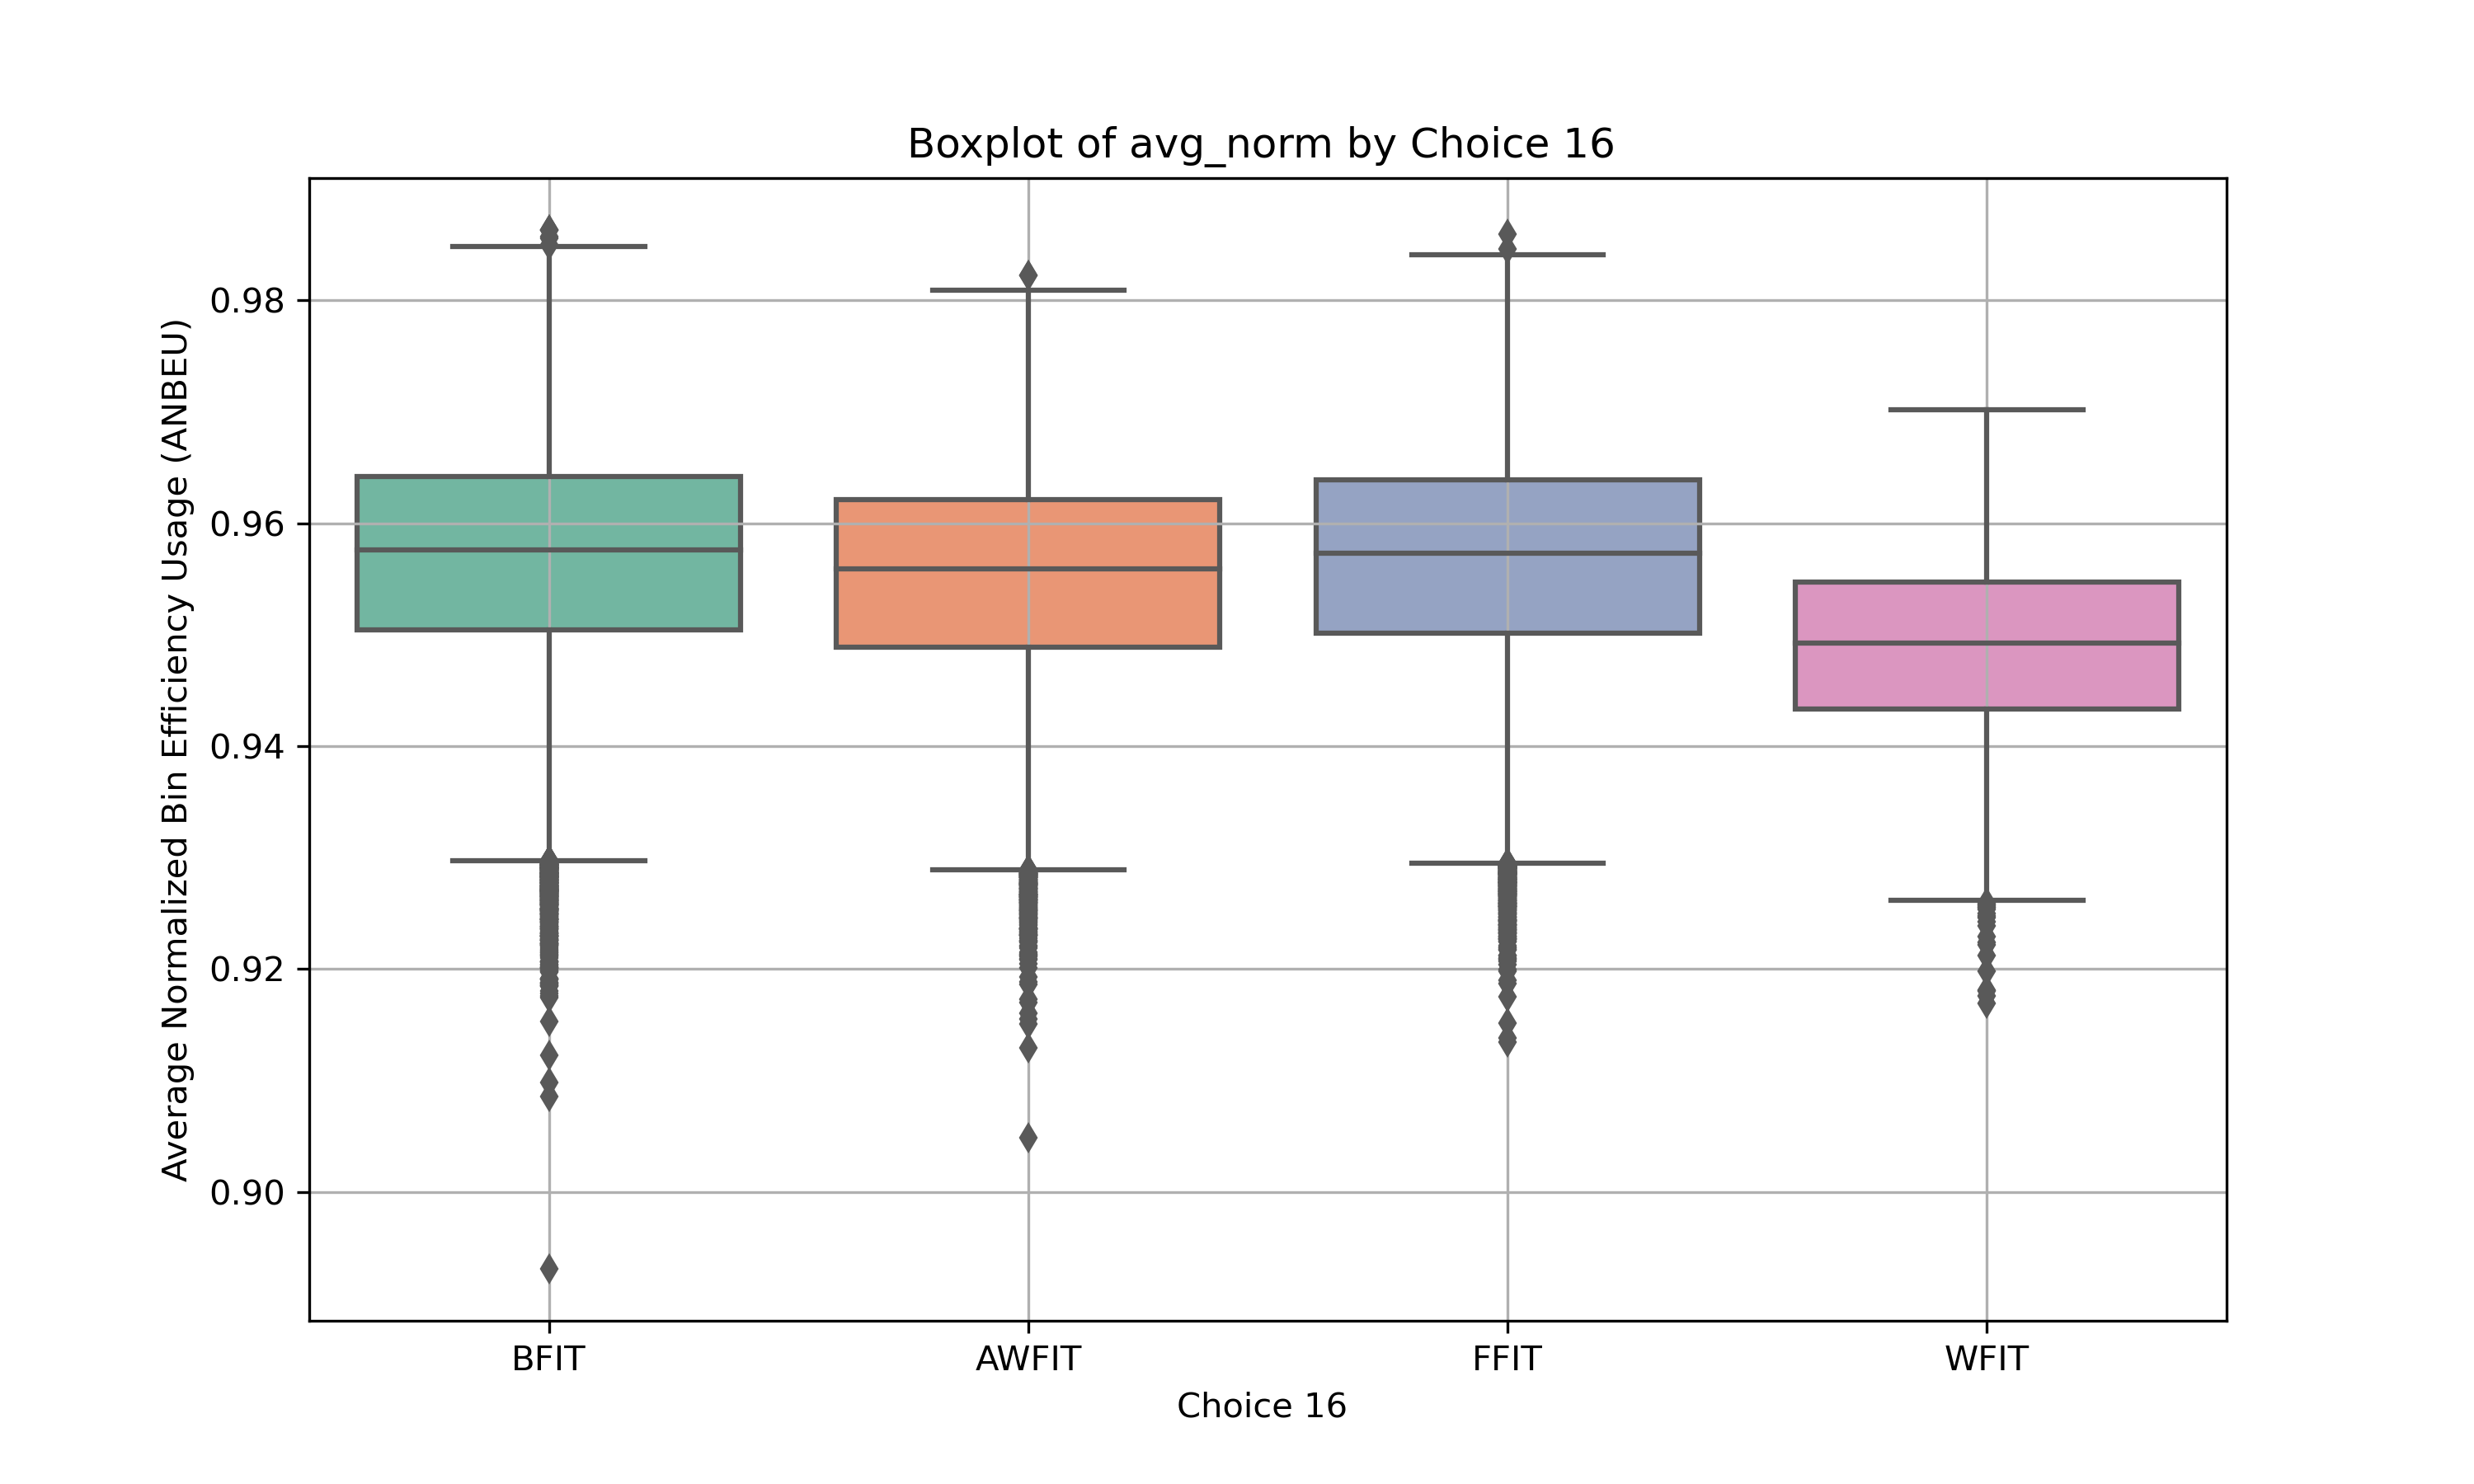 Boxplot of avg_norm by Choice 16
Average Normalized Bin Efficiency Usage (ANBEU)
0.98
0.96
0.94
0.92
0.90
BFIT AWFIT FFIT WFIT
Choice 16